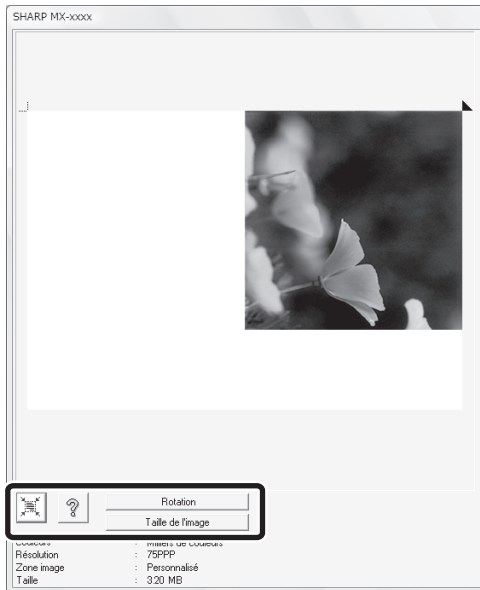 SHARP MX-xxxx
Rotation
Taille de l'image
Couleurs : Milliers de couleurs
Résolution : 75PPP
Zone image : Personnalisé
Taille : 3.20 MB